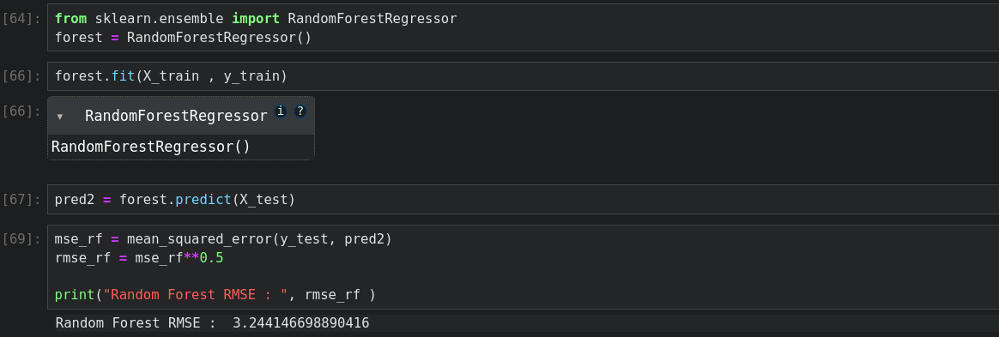 [64]: from sklearn.ensemble import RandomForestRegressor
forest = RandomForestRegressor()
[66]: forest.fit(X_train , y_train)
[66]: ▾ RandomForestRegressor i ?
RandomForestRegressor()
[67]: pred2 = forest.predict(X_test)
[69]: mse_rf = mean_squared_error(y_test, pred2)
rmse_rf = mse_rf**0.5
print("Random Forest RMSE : ", rmse_rf )
Random Forest RMSE :  3.244146698890416